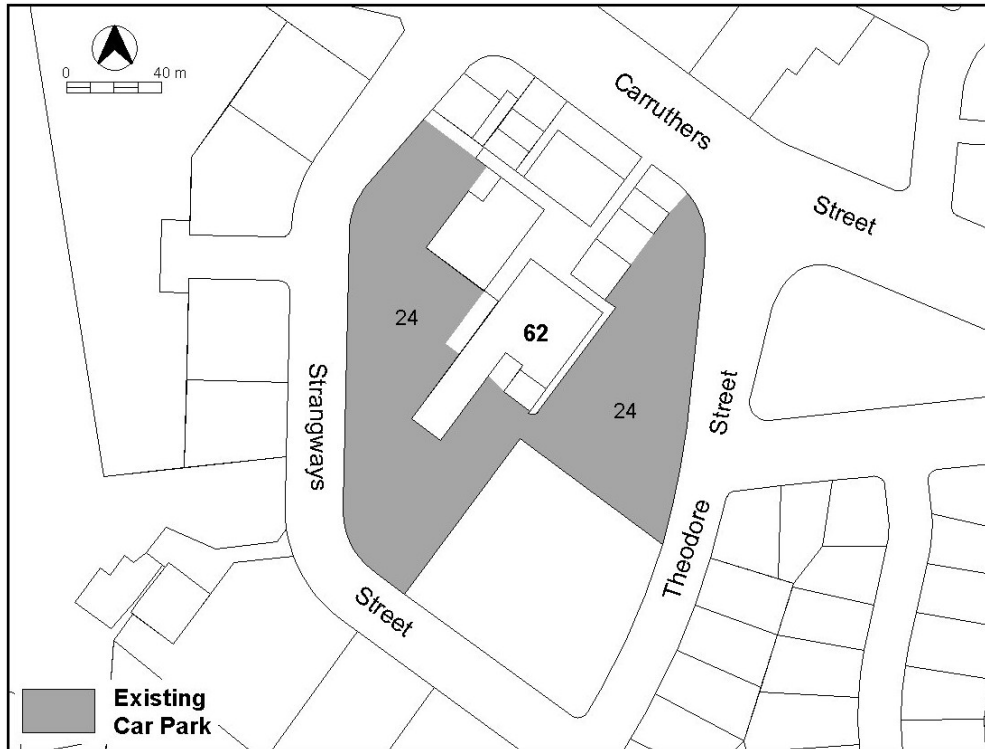 0 40 m
Carruthers
Street
24
62
24
Strangways
Street
Street
Theodore
Existing
Car Park